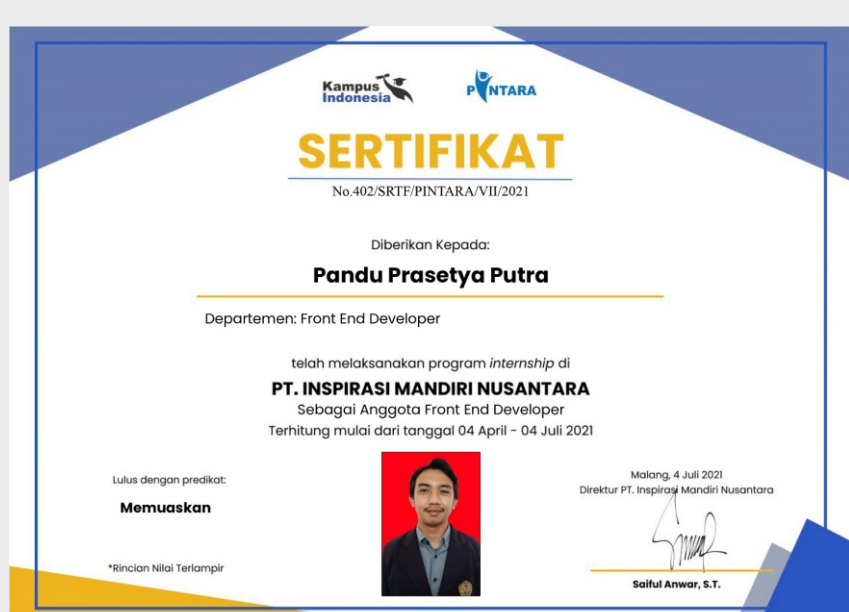 Kampus
Indonesia
PINTARA
SERTIFIKAT
No.402/SRTF/PINTARA/VII/2021
Diberikan Kepada:
Pandu Prasetya Putra
Departemen: Front End Developer
telah melaksanakan program internship di
PT. INSPIRASI MANDIRI NUSANTARA
Sebagai Anggota Front End Developer
Terhitung mulai dari tanggal 04 April - 04 Juli 2021
Lulus dengan predikat:
Memuaskan
*Rincian Nilai Terlampir
Malang, 4 Juli 2021
Direktur PT. Inspirasi Mandiri Nusantara
Saiful Anwar, S.T.